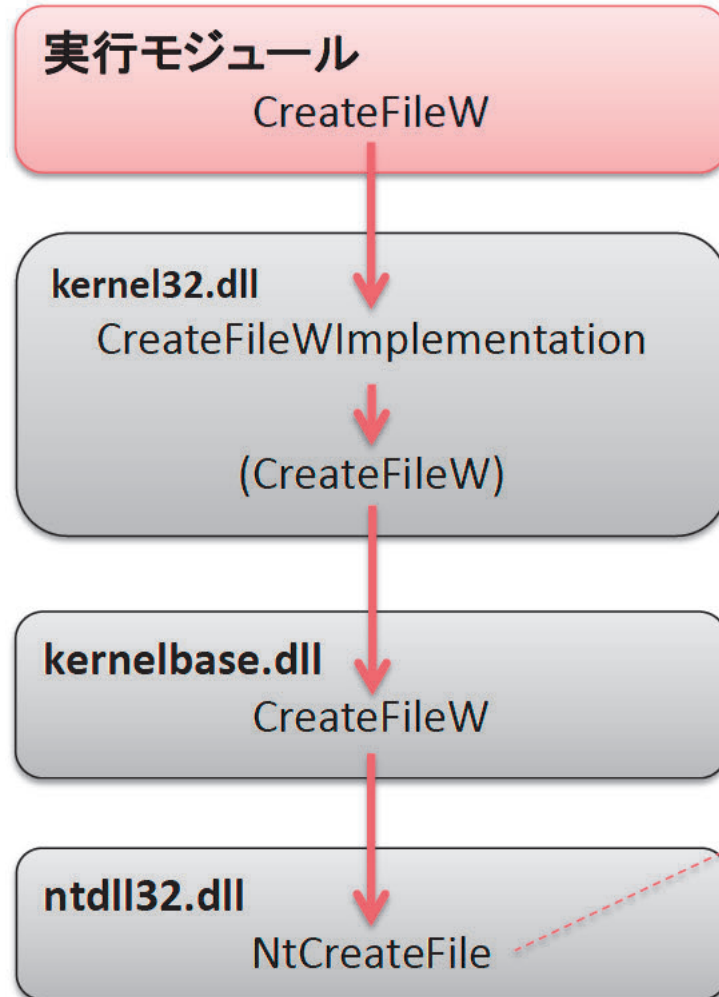 実行モジュール
CreateFileW
kernel32.dll
CreateFileWImplementation
(CreateFileW)
kernelbase.dll
CreateFileW
ntdll32.dll
NtCreateFile